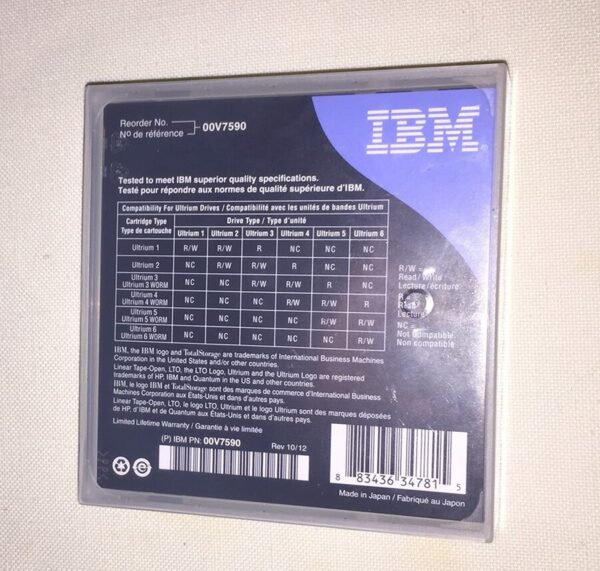 IBM
Reorder No.
Nº de référence
00V7590
Tested to meet IBM superior quality specifications.
Testé pour répondre aux normes de qualité supérieure d'IBM.
Compatibility For Ultrium Drives / Compatibilité avec les unités de bandes Ultrium
Cartridge Type Drive Type / Type d'unité
Type de cartouche Ultrium 1 Ultrium 2 Ultrium 3 Ultrium 4 Ultrium 5 Ultrium 6
Ultrium 1 R/W R/W R NC NC NC
Ultrium 2 NC R/W R/W R NC NC
Ultrium 3
Ultrium 3 WORM NC NC R/W R/W R NC
Ultrium 4
Ultrium 4 WORM NC NC NC R/W R/W R
Ultrium 5
Ultrium 5 WORM NC NC NC NC R/W R/W
Ultrium 6
Ultrium 6 WORM NC NC NC NC NC R/W
R/W =
Read/Write
Lecture/écriture
R =
Read
Lecture
NC
Not compatible
Non compatible
IBM, the IBM logo and TotalStorage are trademarks of International Business Machines
Corporation in the United States and/or other countries.
Linear Tape-Open, LTO, the LTO Logo, Ultrium and the Ultrium Logo are registered
trademarks of HP, IBM and Quantum in the US and other countries.
IBM, le logo IBM et TotalStorage sont des marques de commerce d'International Business
Machines Corporation aux États-Unis et dans d'autres pays.
Linear Tape-Open, LTO, le logo LTO, Ultrium et le logo Ultrium sont des marques déposées
de HP, d'IBM et de Quantum aux États-Unis et dans d'autres pays.
Limited Lifetime Warranty / Garantie à vie limitée
(P) IBM PN: 00V7590 Rev 10/12
8 83436 34781 5
Made in Japan / Fabriqué au Japon